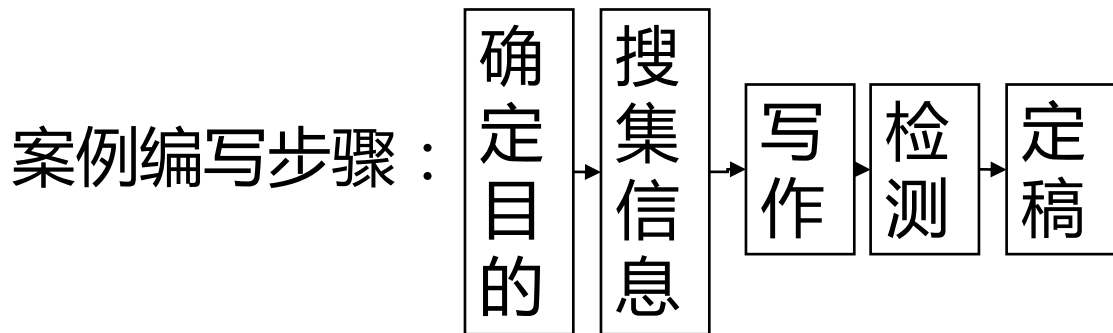 案例编写步骤：
确定目的
搜集信息
写作
检测
定稿